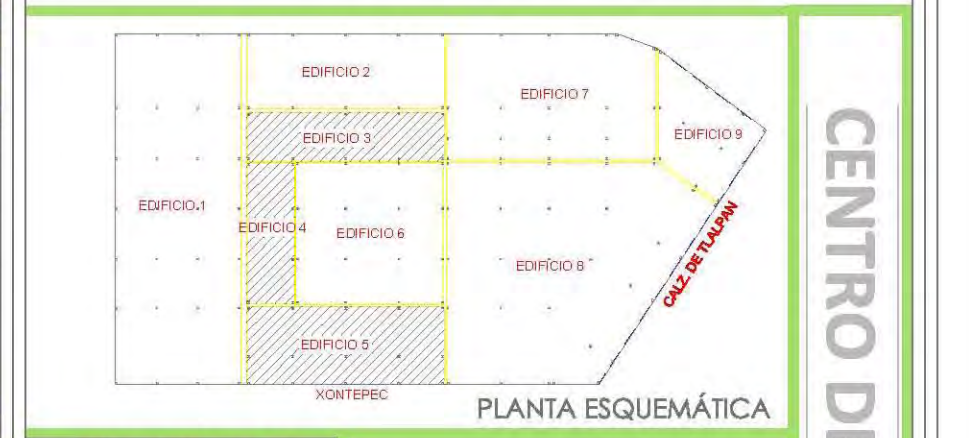 EDIFICIO 2
EDIFICIO 7
EDIFICIO 9
EDIFICIO 3
EDIFICIO 1
EDIFICIO 4
EDIFICIO 6
EDIFICIO 8
CALZ. DE TLALPAN
EDIFICIO 5
XONTEPEC
PLANTA ESQUEMÁTICA
CENTRO DE